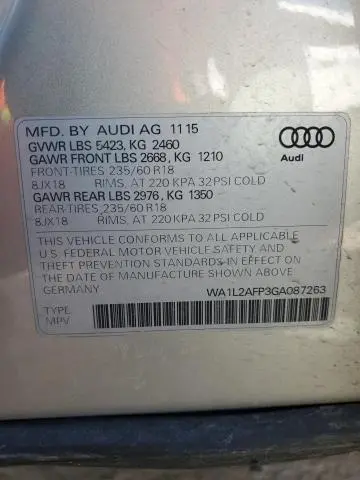 MFD. BY AUDI AG 11 15
GVWR LBS 5423, KG 2460
GAWR FRONT LBS 2668, KG 1210
FRONT-TIRES 235/60 R18
8JX18 RIMS, AT 220 KPA 32 PSI COLD
GAWR REAR LBS 2976, KG 1350
REAR-TIRES 235/60 R18
8JX18 RIMS, AT 220 KPA 32 PSI COLD
THIS VEHICLE CONFORMS TO ALL APPLICABLE
U.S. FEDERAL MOTOR VEHICLE SAFETY AND
THEFT PREVENTION STANDARDS IN EFFECT ON
THE DATE OF MANUFACTURE SHOWN ABOVE
WA1L2AFP3GA087263
TYPE
MPV
Audi